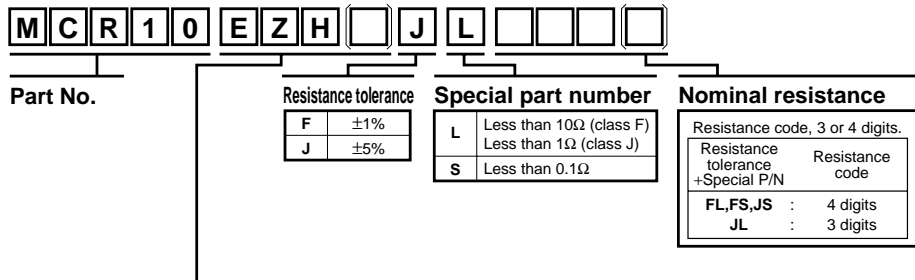 MCR10 EZH( ) J L ( )
Part No.
Resistance tolerance
F ±1%
J ±5%
Special part number
L Less than 10Ω (class F)
Less than 1Ω (class J)
S Less than 0.1Ω
Nominal resistance
Resistance code, 3 or 4 digits.
Resistance tolerance +Special P/N Resistance code
FL,FS,JS : 4 digits
JL : 3 digits